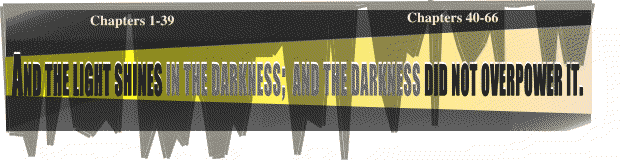 Chapters 1-39 Chapters 40-66
AND THE LIGHT SHINES IN THE DARKNESS; AND THE DARKNESS DID NOT OVERPOWER IT.